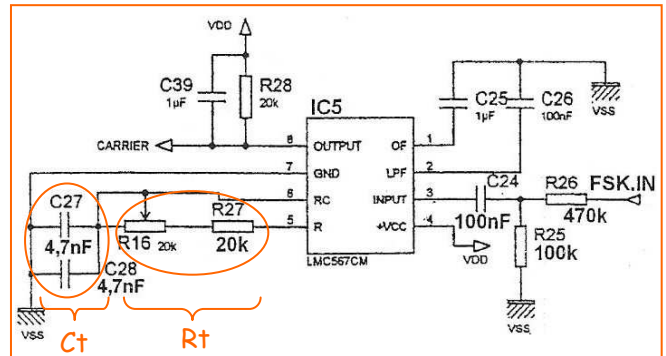 VDD
C39
1µF
R28
20k
IC5
CARRIER
8
OUTPUT
OF
1
C25
1µF
C26
100nF
VSS
7
GND
LPF
2
6
RC
INPUT
3
C24
100nF
R26
470k
FSK.IN
5
R
+VCC
4
VDD
LMC567CM
R25
100k
VSS
C27
4,7nF
R16
20k
R27
20k
C28
4,7nF
VSS
Ct
Rt